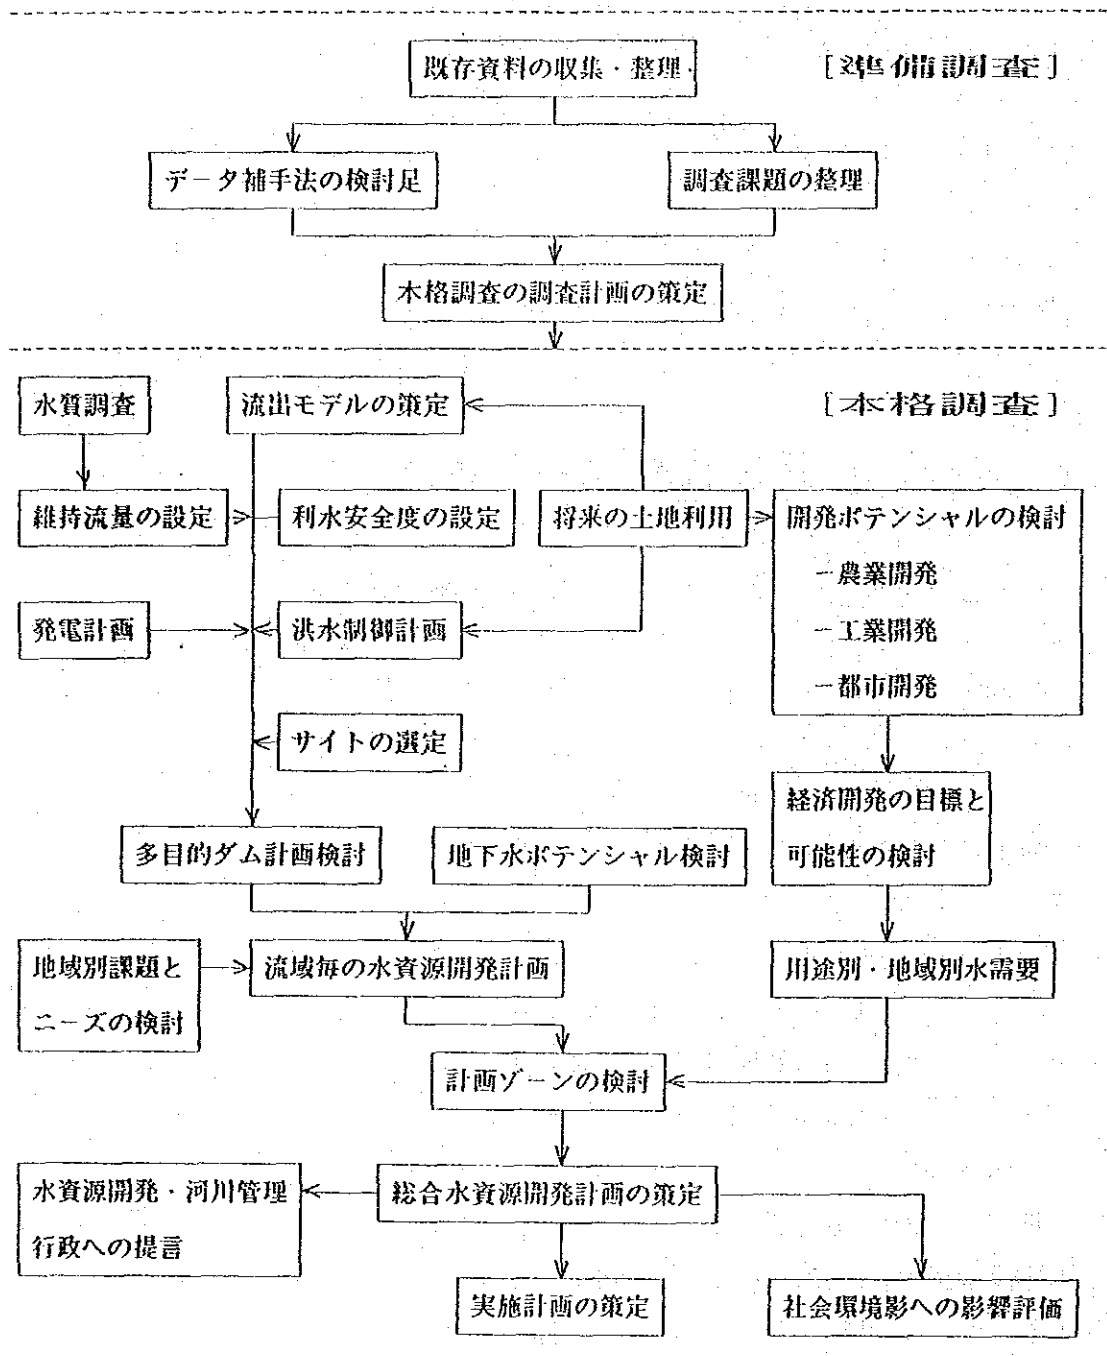 既存資料の収集・整理
[準備調査]
データ補手法の検討足
調査課題の整理
本格調査の調査計画の策定
水質調査
流出モデルの策定
[本格調査]
維持流量の設定
利水安全度の設定
将来の土地利用
開発ポテンシャルの検討
－農業開発
発電計画
洪水制御計画
－工業開発
－都市開発
サイトの選定
経済開発の目標と
可能性の検討
多目的ダム計画検討
地下水ポテンシャル検討
地域別課題と
ニーズの検討
流域毎の水資源開発計画
用途別・地域別水需要
計画ゾーンの検討
水資源開発・河川管理
行政への提言
総合水資源開発計画の策定
実施計画の策定
社会環境影への影響評価